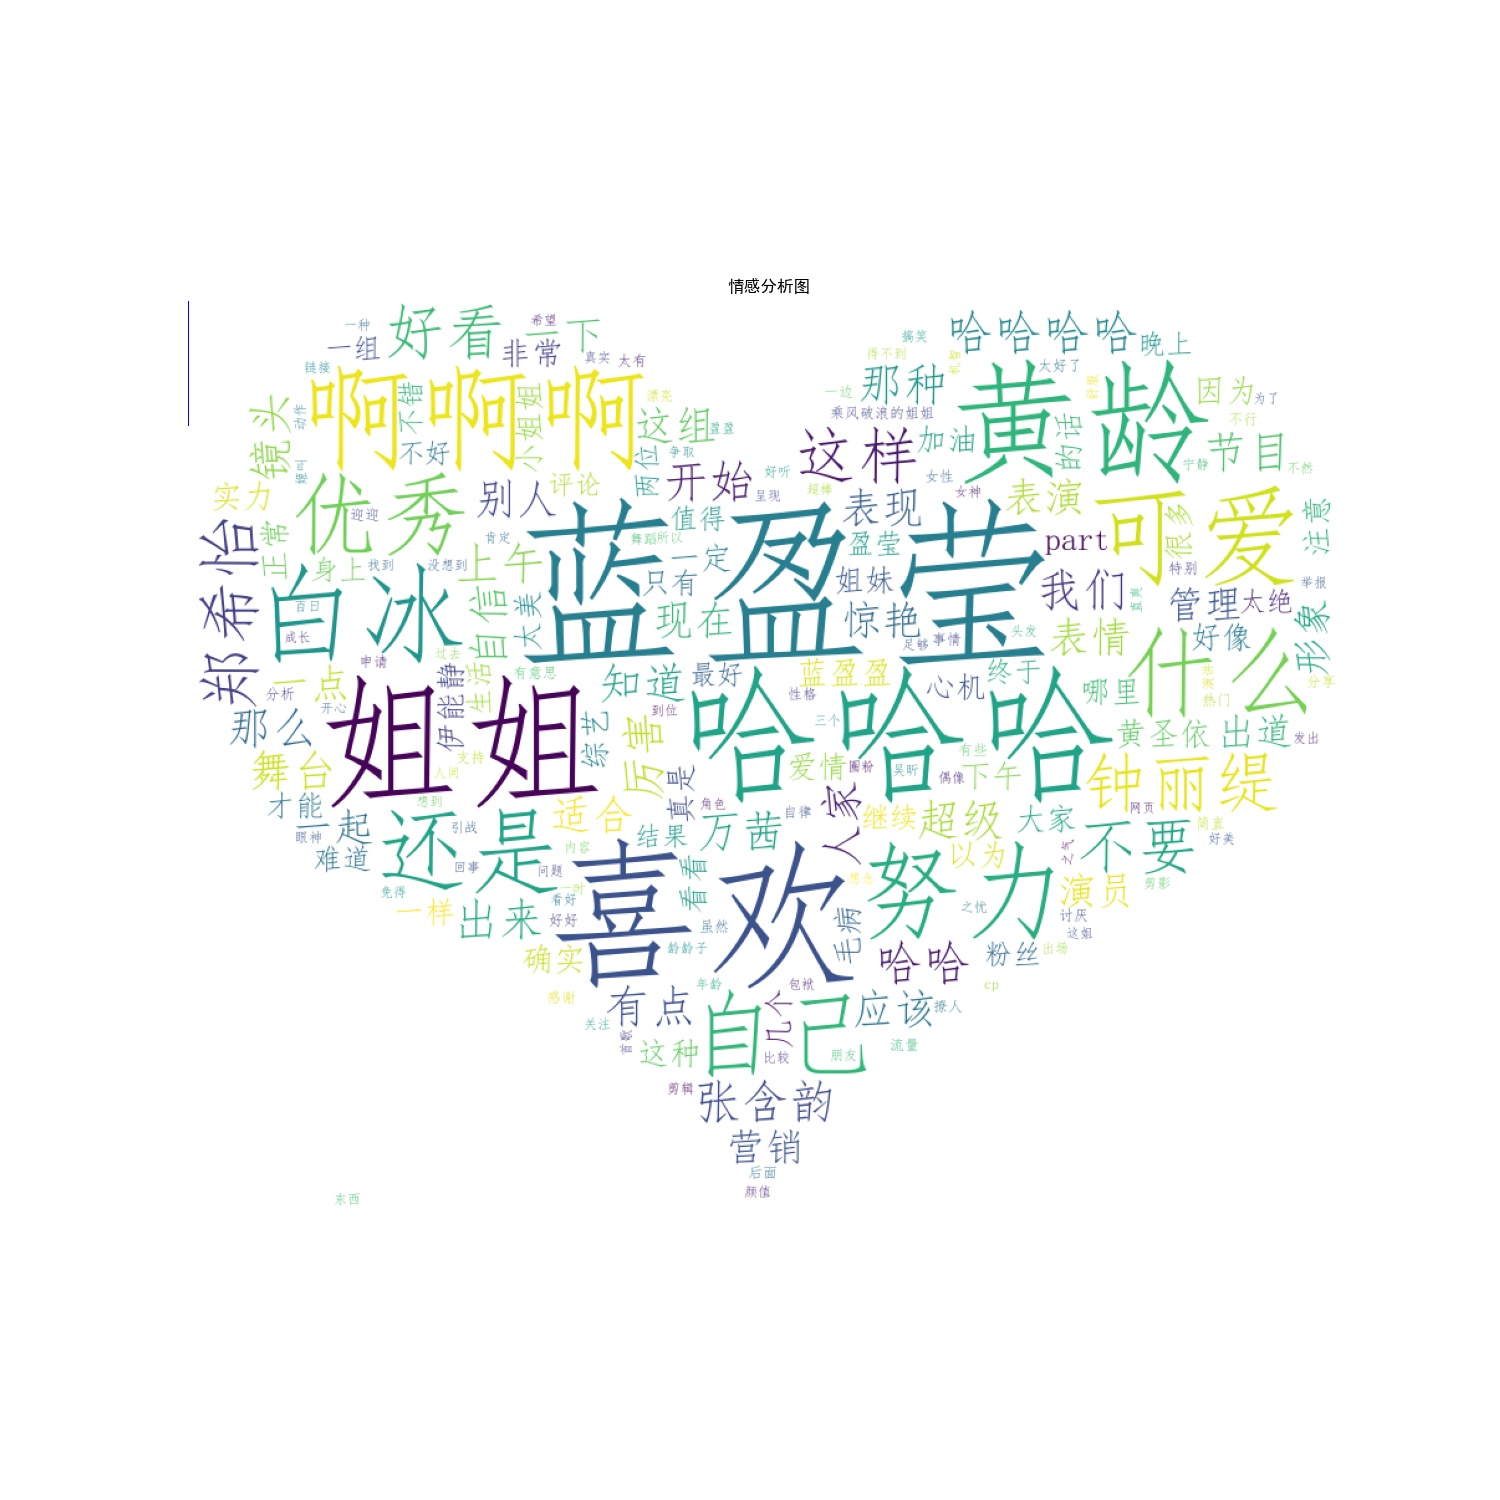 情感分析图
一种
好看
希望
一下
一组
非常
真实
太有
链接
啊啊啊
不错
小姐姐
漂亮
动作
镜头
不好
这组
盈盈
两位
争取
实力
优秀
迎迎
别人
评论
开始
好听
呈现
哈哈哈哈
搞笑
晚上
得不到
机智
太好了
那种
一边
乘风破浪的姐姐
黄龄
舒服
因为
为了
不行
这样
加油
的话
节目
宁静
不然
女性
女神
超棒
表现
表演
可爱
很多
注意
值得
盈莹
part
特别
举报
郑希怡
正常
身上
找到
没想到
肯定
上午
蓝盈莹
舞蹈
所以
一定
只有
姐妹
我们
直爽
管理
太绝
白冰
百日
成长
自信
太美
现在
惊艳
足够
事情
头发
表情
好像
形象
什么
过去
申请
一点
分析
开心
伊能静
生活
有意思
知道
最好
蓝盈盈
性格
心机
终于
哪里
热门
分享
那么
姐姐
到位
哈哈哈
三个
黄圣依
出道
发出
舞台
人间
支持
综艺
厉害
真是
爱情
圈粉
吴昕
偶像
有些
下午
钟丽缇
才能
一起
眼神
难道
想到
还是
引战
回事
适合
内容
问题
结果
角色
万茜
自律
人家
继续
超级
大家
网页
简直
好美
不要
之气
以为
免得
一样
出来
一时
看好
好好
喜欢
看看
虽然
想念
毛病
努力
之忧
演员
剪影
讨厌
这姐
确实
龄龄子
哈哈
粉丝
出场
cp
感谢
年龄
包袱
有点
关注
首歌
自己
几个
应该
撩人
这种
比较
朋友
流量
剪辑
张含韵
营销
后面
颜值
东西